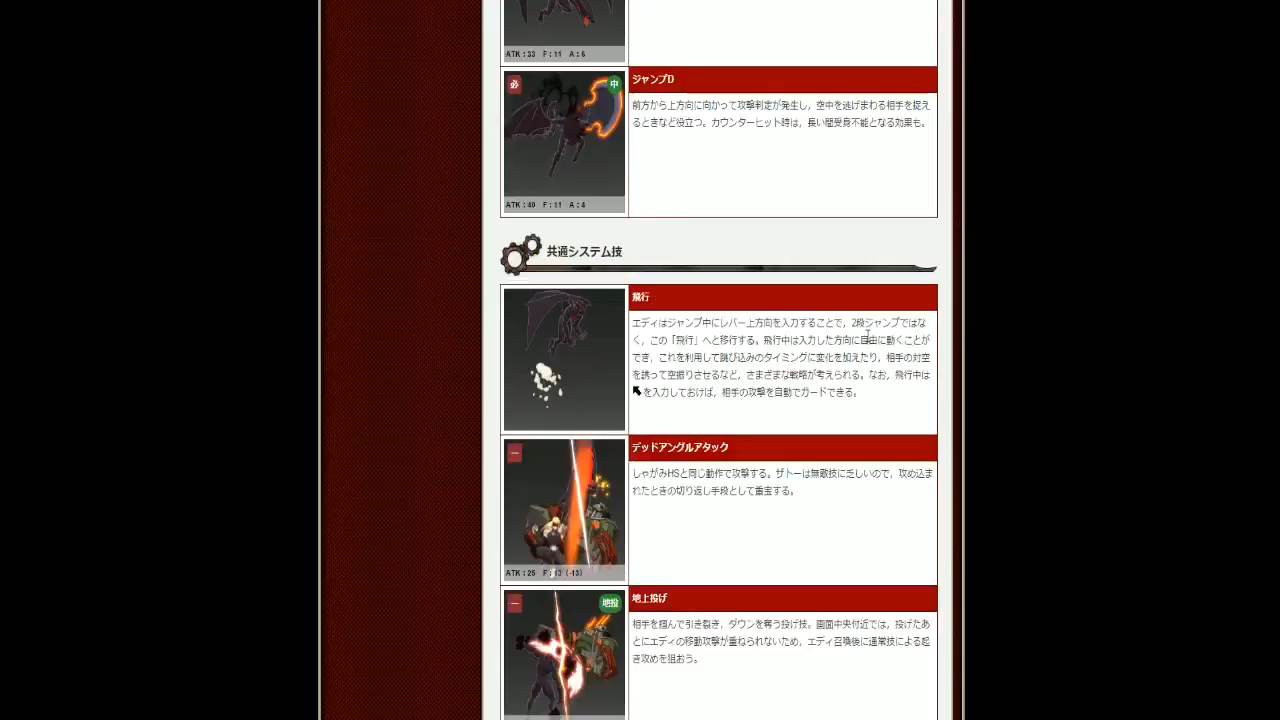 ATK:33 F:11 A:6
必
中
ジャンプD
前方から上方向に向かって攻撃判定が発生し，空中を逃げまわる相手を捉え
るときなど役立つ。カウンターヒット時は，長い間受身不能となる効果も。
ATK:40 F:11 A:4
共通システム技
飛行
エディはジャンプ中にレバー上方向を入力することで，2段ジャンプではな
く，この「飛行」へと移行する。飛行中は入力した方向に自由に動くことが
でき，これを利用して跳び込みのタイミングに変化を加えたり，相手の対空
を誘って空振りさせるなど，さまざまな戦略が考えられる。なお，飛行中は
を入力しておけば，相手の攻撃を自動でガードできる。
一
デッドアングルアタック
しゃがみHSと同じ動作で攻撃する。ザトーは無敵技に乏しいので，攻め込ま
れたときの切り返し手段として重宝する。
ATK:25 F:13 (-13)
一
地投
地上投げ
相手を掴んで引き裂き，ダウンを奪う投げ技。画面中央付近では，投げたあ
とにエディの移動攻撃が重ねられないため，エディ召喚後に通常技による起
き攻めを狙おう。